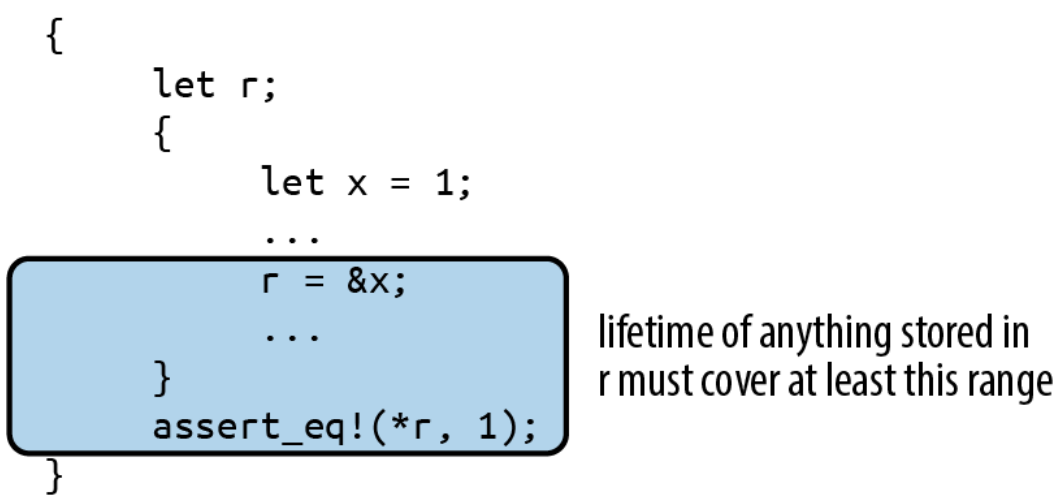 {
let r;
{
let x = 1;
...
r = &x;
...
}
assert_eq!(*r, 1);
}
lifetime of anything stored in
r must cover at least this range